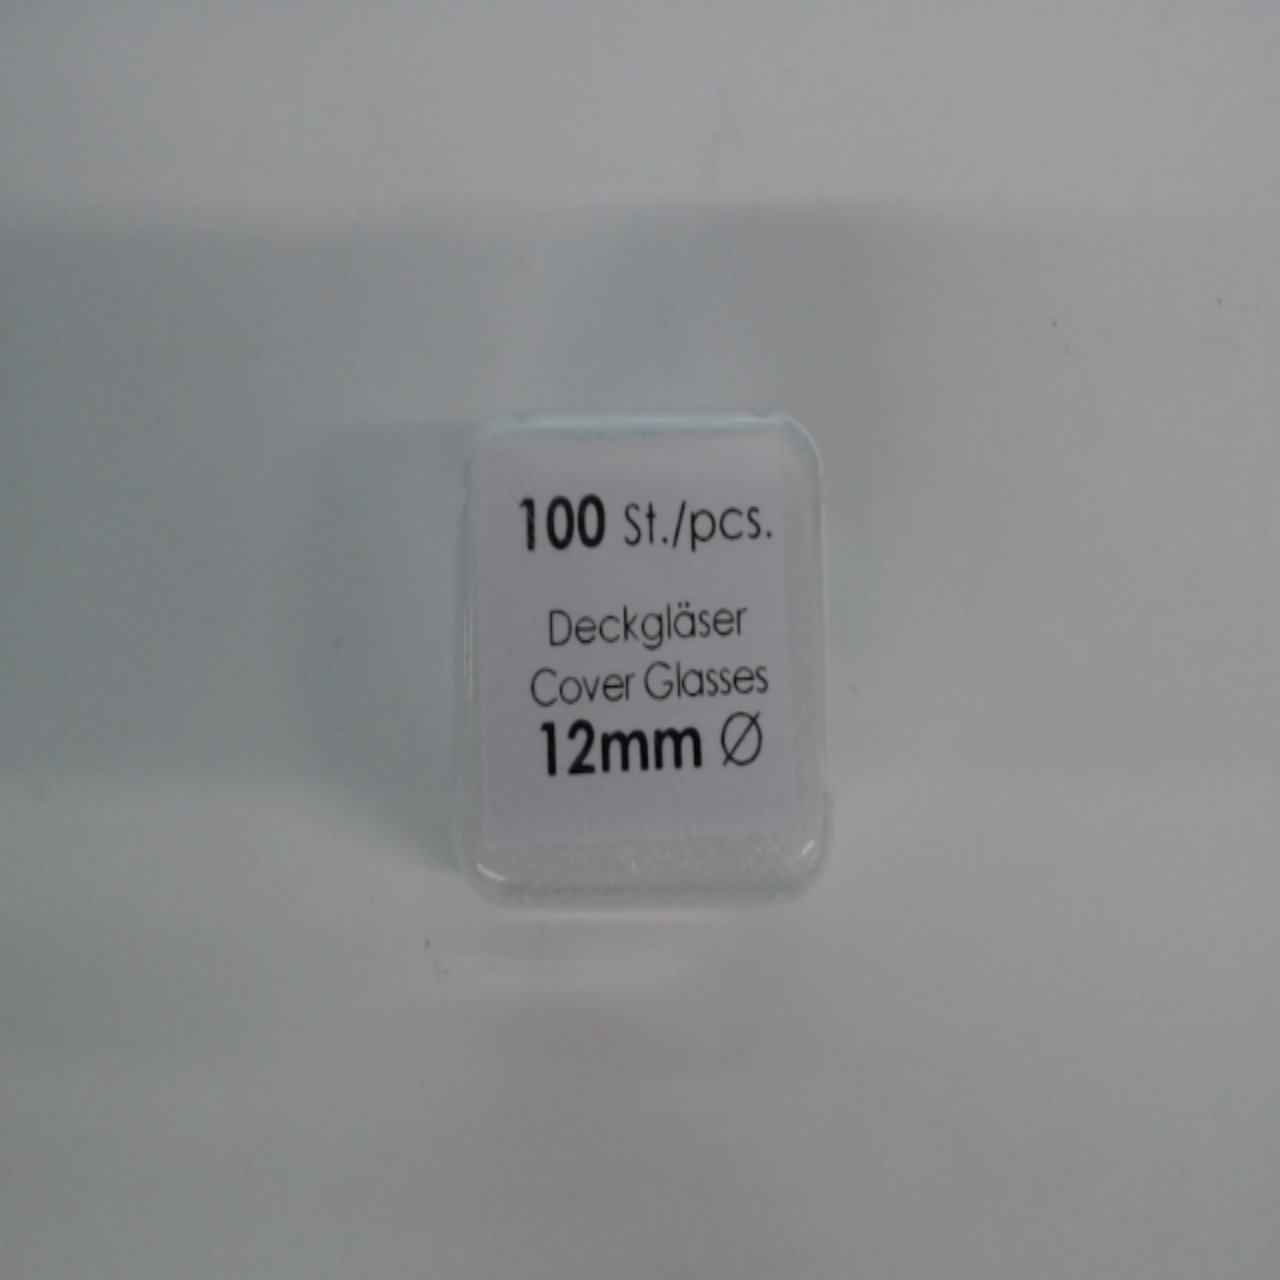 100 St./pcs.
Deckgläser
Cover Glasses
12mm Ø